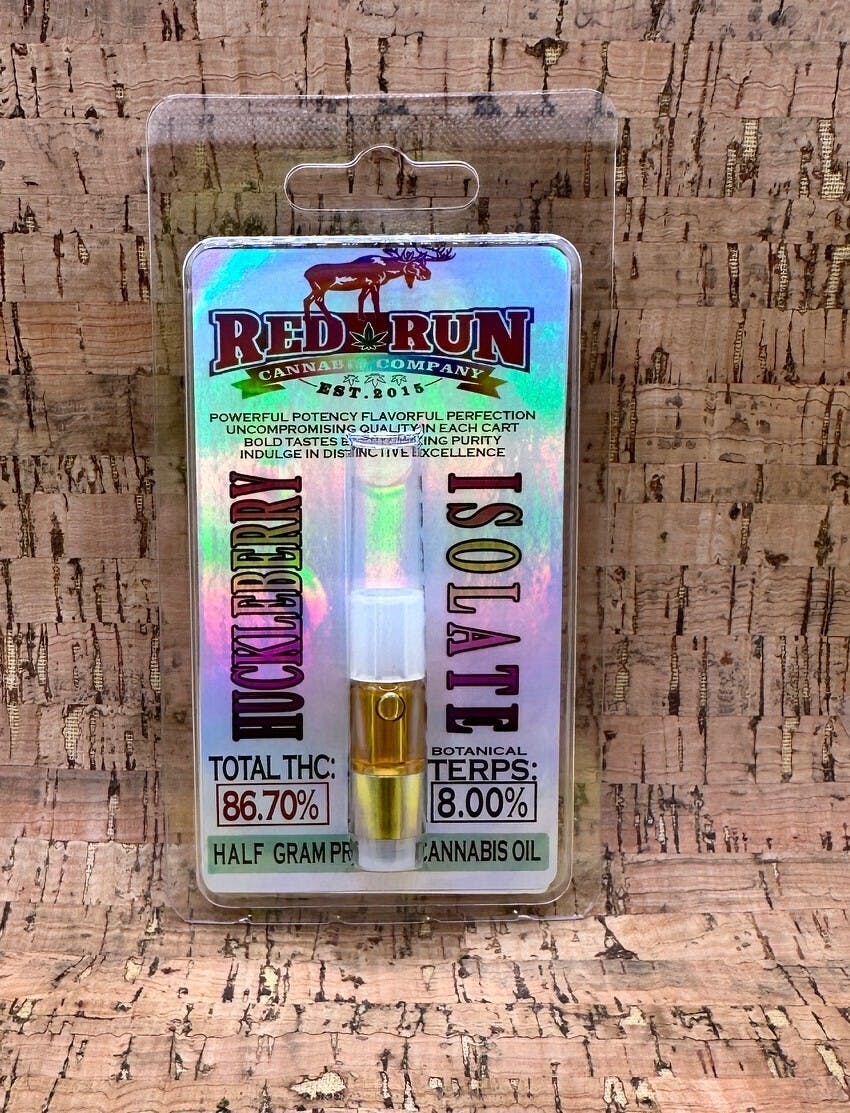 RED RUN
CANNABIS COMPANY
EST. 2015
POWERFUL POTENCY FLAVORFUL PERFECTION
UNCOMPROMISING QUALITY IN EACH CART
BOLD TASTES PURITY
INDULGE IN DISTINCTIVE EXCELLENCE
HUCKLEBERRY
ISOLATE
TOTAL THC:
86.70%
BOTANICAL
TERPS:
8.00%
HALF GRAM CANNABIS OIL